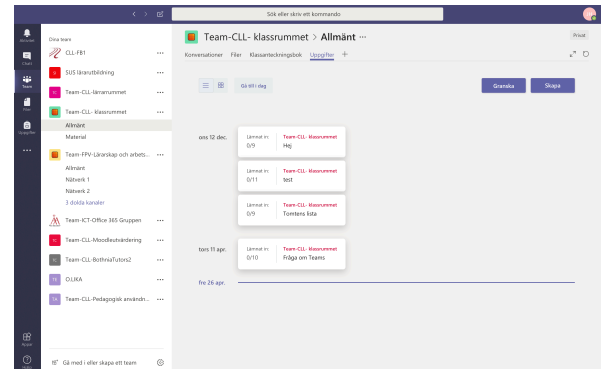 Sök eller skriv ett kommando
Dina team
CLL-FB1
SUS lärarutbildning
Team-CLL-lärarrummet
Team-CLL- klassrummet
Allmänt
Material
Team-FPV-Lärarskap och arbets...
Allmänt
Nätverk 1
Nätverk 2
3 dolda kanaler
Team-ICT-Office 365 Gruppen
Team-CLL-Moodleutvärdering
Team-CLL-BothniaTutors2
O.LIKA
Team-CLL-Pedagogisk användn...
Gå med i eller skapa ett team
Chatt
Team
Filer
Uppgifter
Appar
Hjälp
Team-CLL- klassrummet > Allmänt ...
Privat
Konversationer Filer Klassanteckningsbok Uppgifter +
Gå till i dag
Granska
Skapa
ons 12 dec.
Lämnat in: Team-CLL- klassrummet
0/9 Hej
Lämnat in: Team-CLL- klassrummet
0/11 test
Lämnat in: Team-CLL- klassrummet
0/9 Tomtens lista
tors 11 apr.
Lämnat in: Team-CLL- klassrummet
0/10 Fråga om Teams
fre 26 apr.